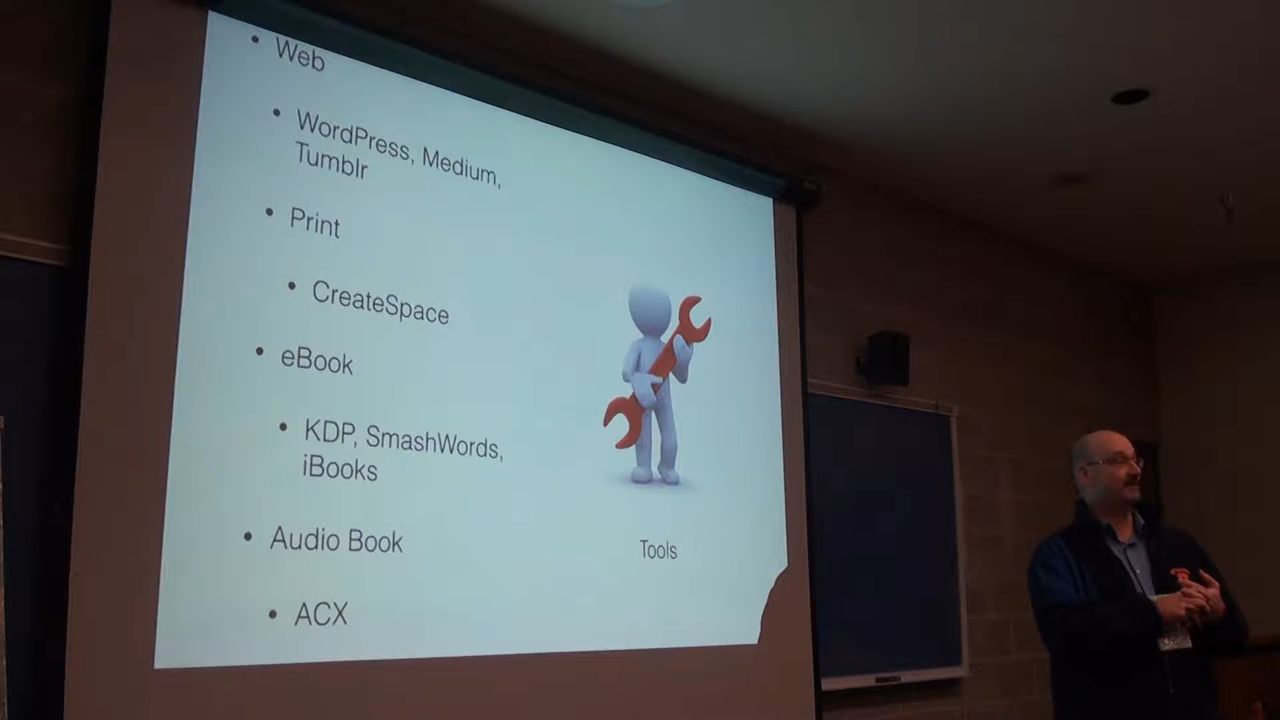 • Web
• WordPress, Medium,
Tumblr
• Print
• CreateSpace
• eBook
• KDP, SmashWords,
iBooks
• Audio Book
• ACX
Tools